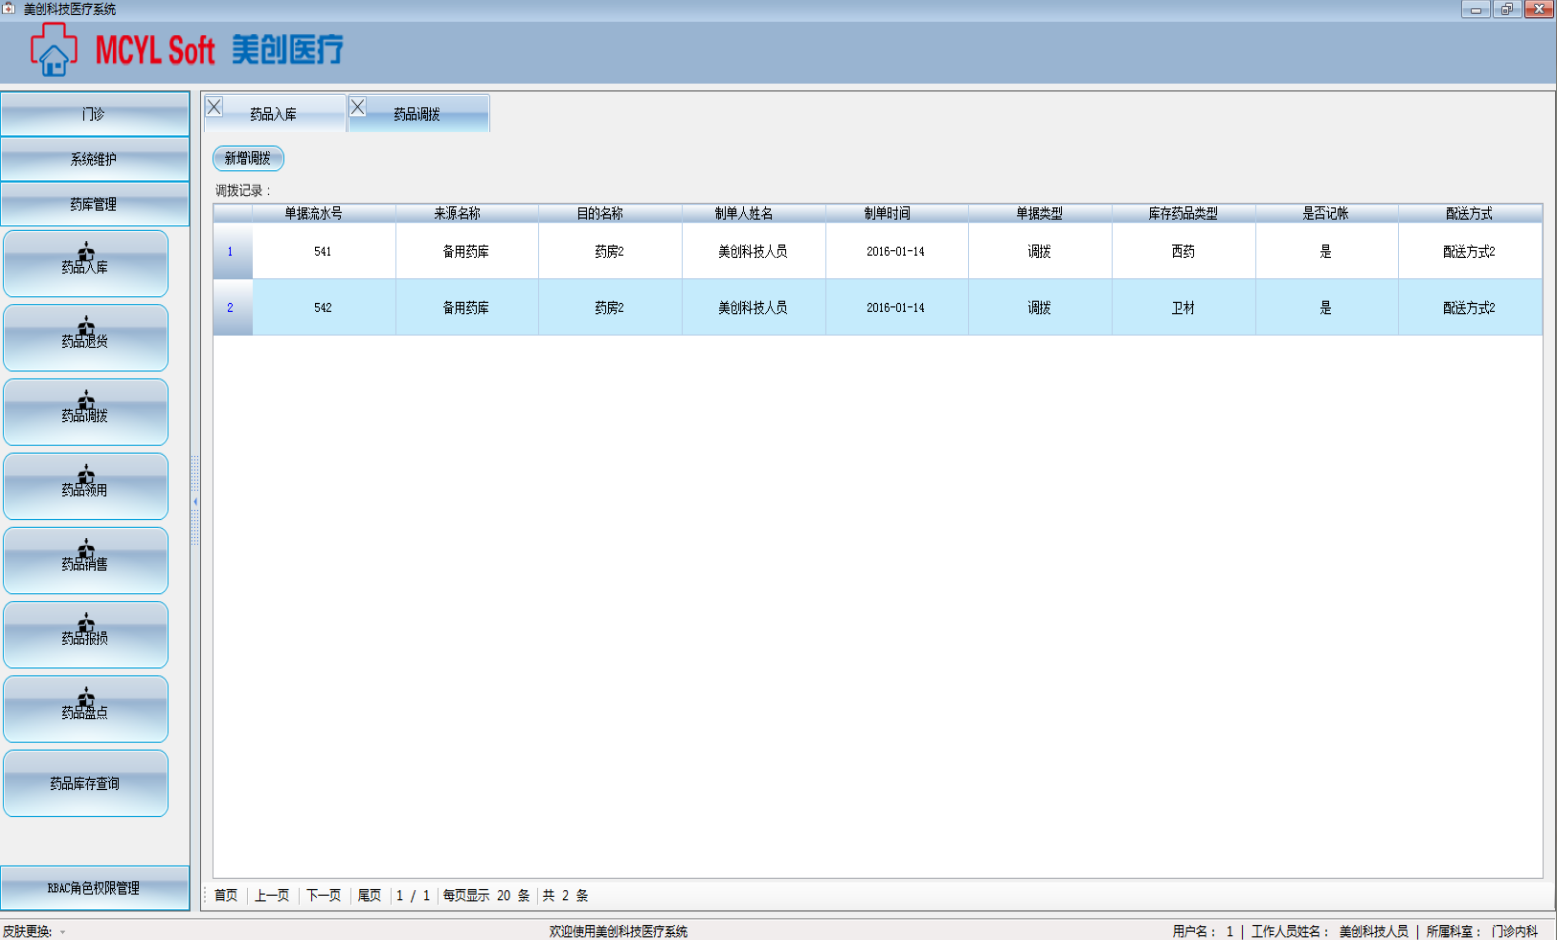 美创科技医疗系统
MCYL Soft 美创医疗
门诊
系统维护
药库管理
药品入库
药品退货
药品调拨
药品领用
药品销售
药品报损
药品盘点
药品库存查询
RBAC角色权限管理
药品入库 药品调拨
新增调拨
调拨记录：
单据流水号 来源名称 目的名称 制单人姓名 制单时间 单据类型 库存药品类型 是否记帐 配送方式
1 541 备用药库 药房2 美创科技人员 2016-01-14 调拨 西药 是 配送方式2
2 542 备用药库 药房2 美创科技人员 2016-01-14 调拨 卫材 是 配送方式2
首页 上一页 下一页 尾页 1 / 1 每页显示 20 条 共 2 条
皮肤更换: 欢迎使用美创科技医疗系统 用户名： 1 | 工作人员姓名： 美创科技人员 | 所属科室： 门诊内科